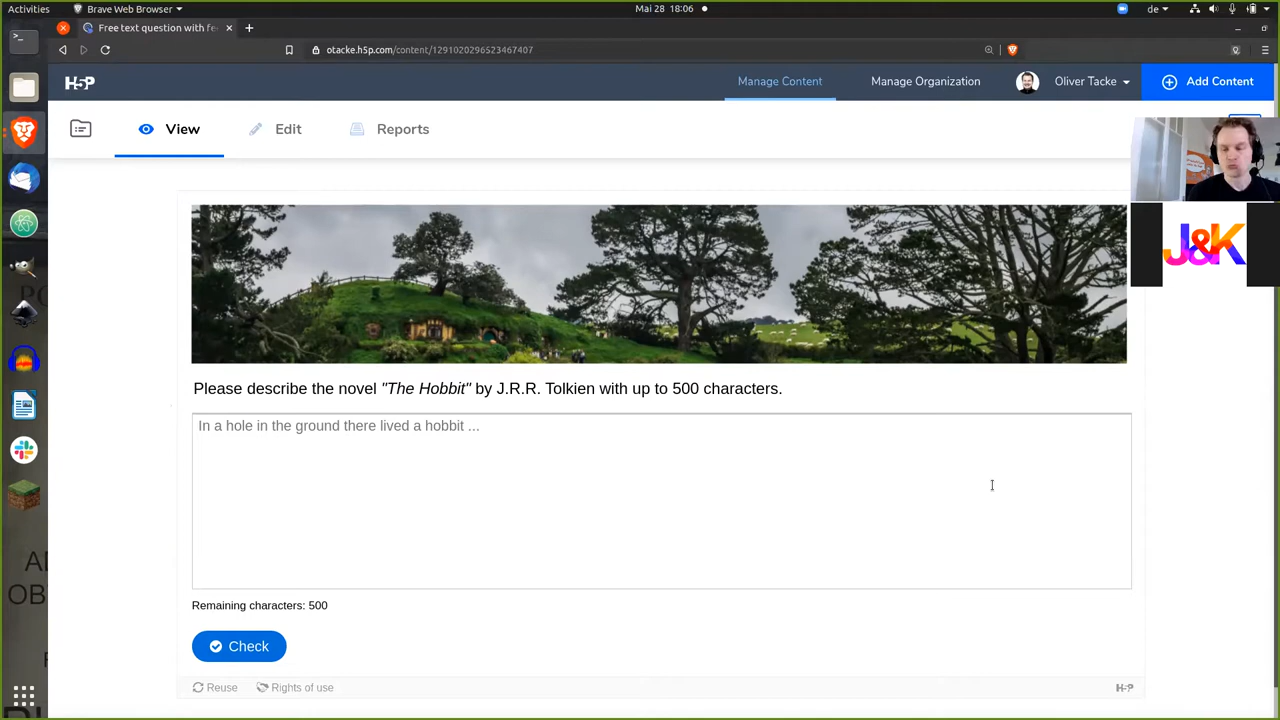 Activities
Brave Web Browser
Mai 28 18:06
de
Free text question with fe
otacke.h5p.com/content/1291020296523467407
H5P
Manage Content
Manage Organization
Oliver Tacke
Add Content
View
Edit
Reports
J&K
Please describe the novel "The Hobbit" by J.R.R. Tolkien with up to 500 characters.
In a hole in the ground there lived a hobbit ...
Remaining characters: 500
Check
Reuse
Rights of use
H5P